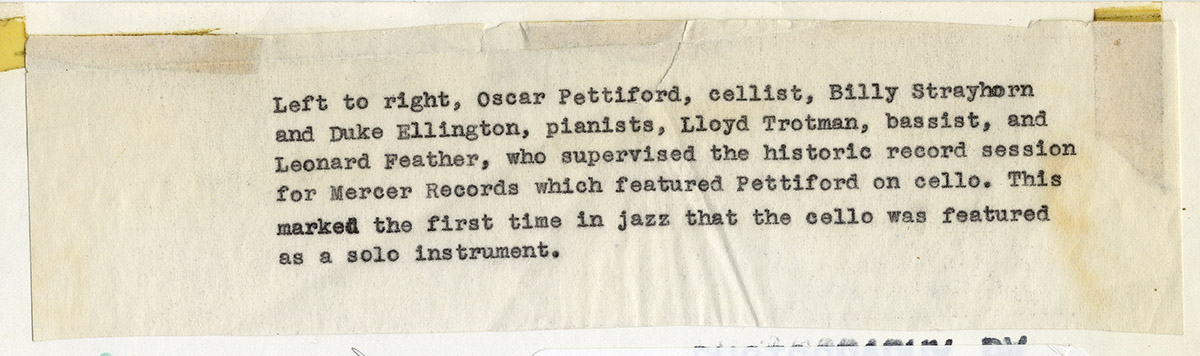 Left to right, Oscar Pettiford, cellist, Billy Strayhorn
and Duke Ellington, pianists, Lloyd Trotman, bassist, and
Leonard Feather, who supervised the historic record session
for Mercer Records which featured Pettiford on cello. This
marked the first time in jazz that the cello was featured
as a solo instrument.